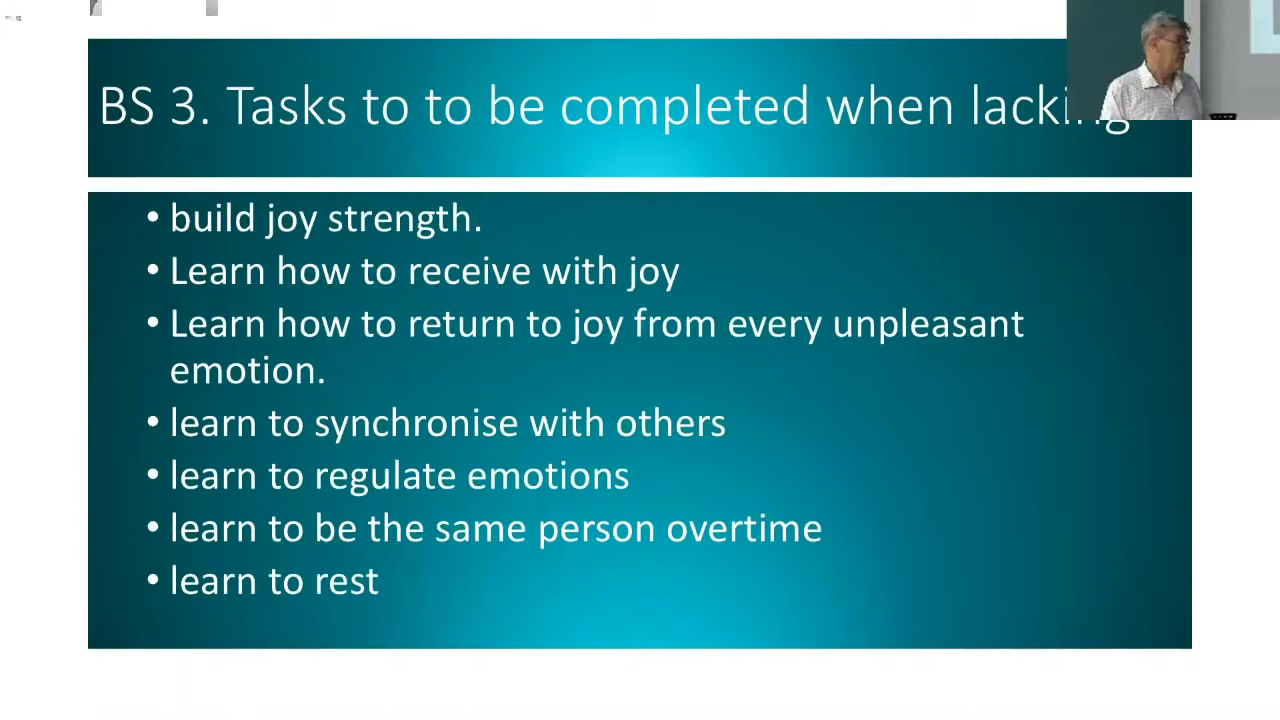 BS 3. Tasks to to be completed when lacking
• build joy strength.
• Learn how to receive with joy
• Learn how to return to joy from every unpleasant
emotion.
• learn to synchronise with others
• learn to regulate emotions
• learn to be the same person overtime
• learn to rest